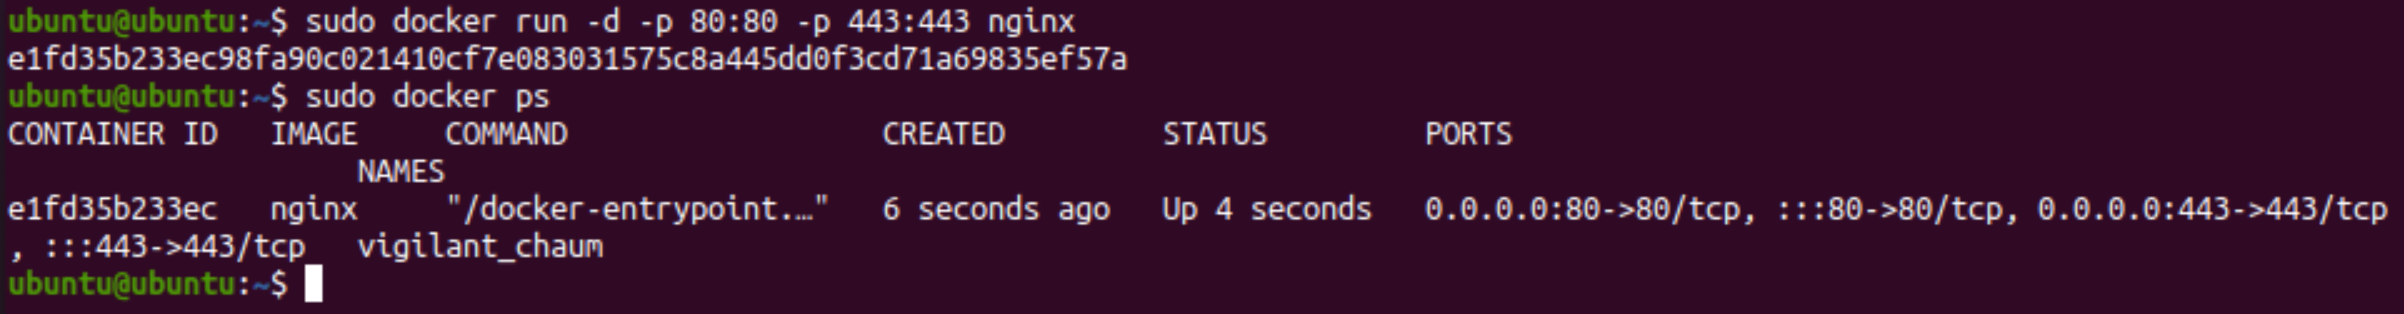 ubuntu@ubuntu:~$ sudo docker run -d -p 80:80 -p 443:443 nginx
e1fd35b233ec98fa90c021410cf7e083031575c8a445dd0f3cd71a69835ef57a
ubuntu@ubuntu:~$ sudo docker ps
CONTAINER ID   IMAGE     COMMAND                  CREATED         STATUS         PORTS
                    NAMES
e1fd35b233ec   nginx     "/docker-entrypoint.…"   6 seconds ago   Up 4 seconds   0.0.0.0:80->80/tcp, :::80->80/tcp, 0.0.0.0:443->443/tcp
, :::443->443/tcp   vigilant_chaum
ubuntu@ubuntu:~$